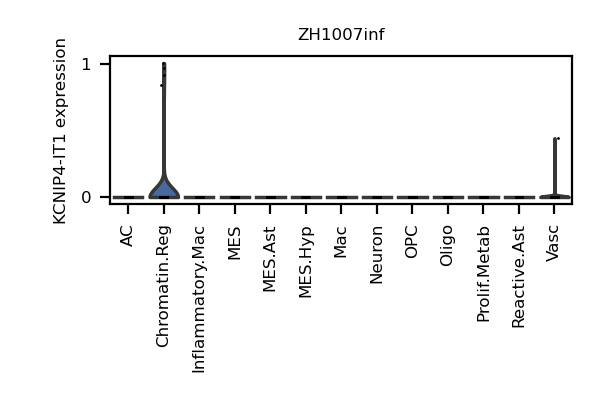 ZH1007inf
KCNIP4-IT1 expression
1
0
AC
Chromatin.Reg
Inflammatory.Mac
MES
MES.Ast
MES.Hyp
Mac
Neuron
OPC
Oligo
Prolif.Metab
Reactive.Ast
Vasc